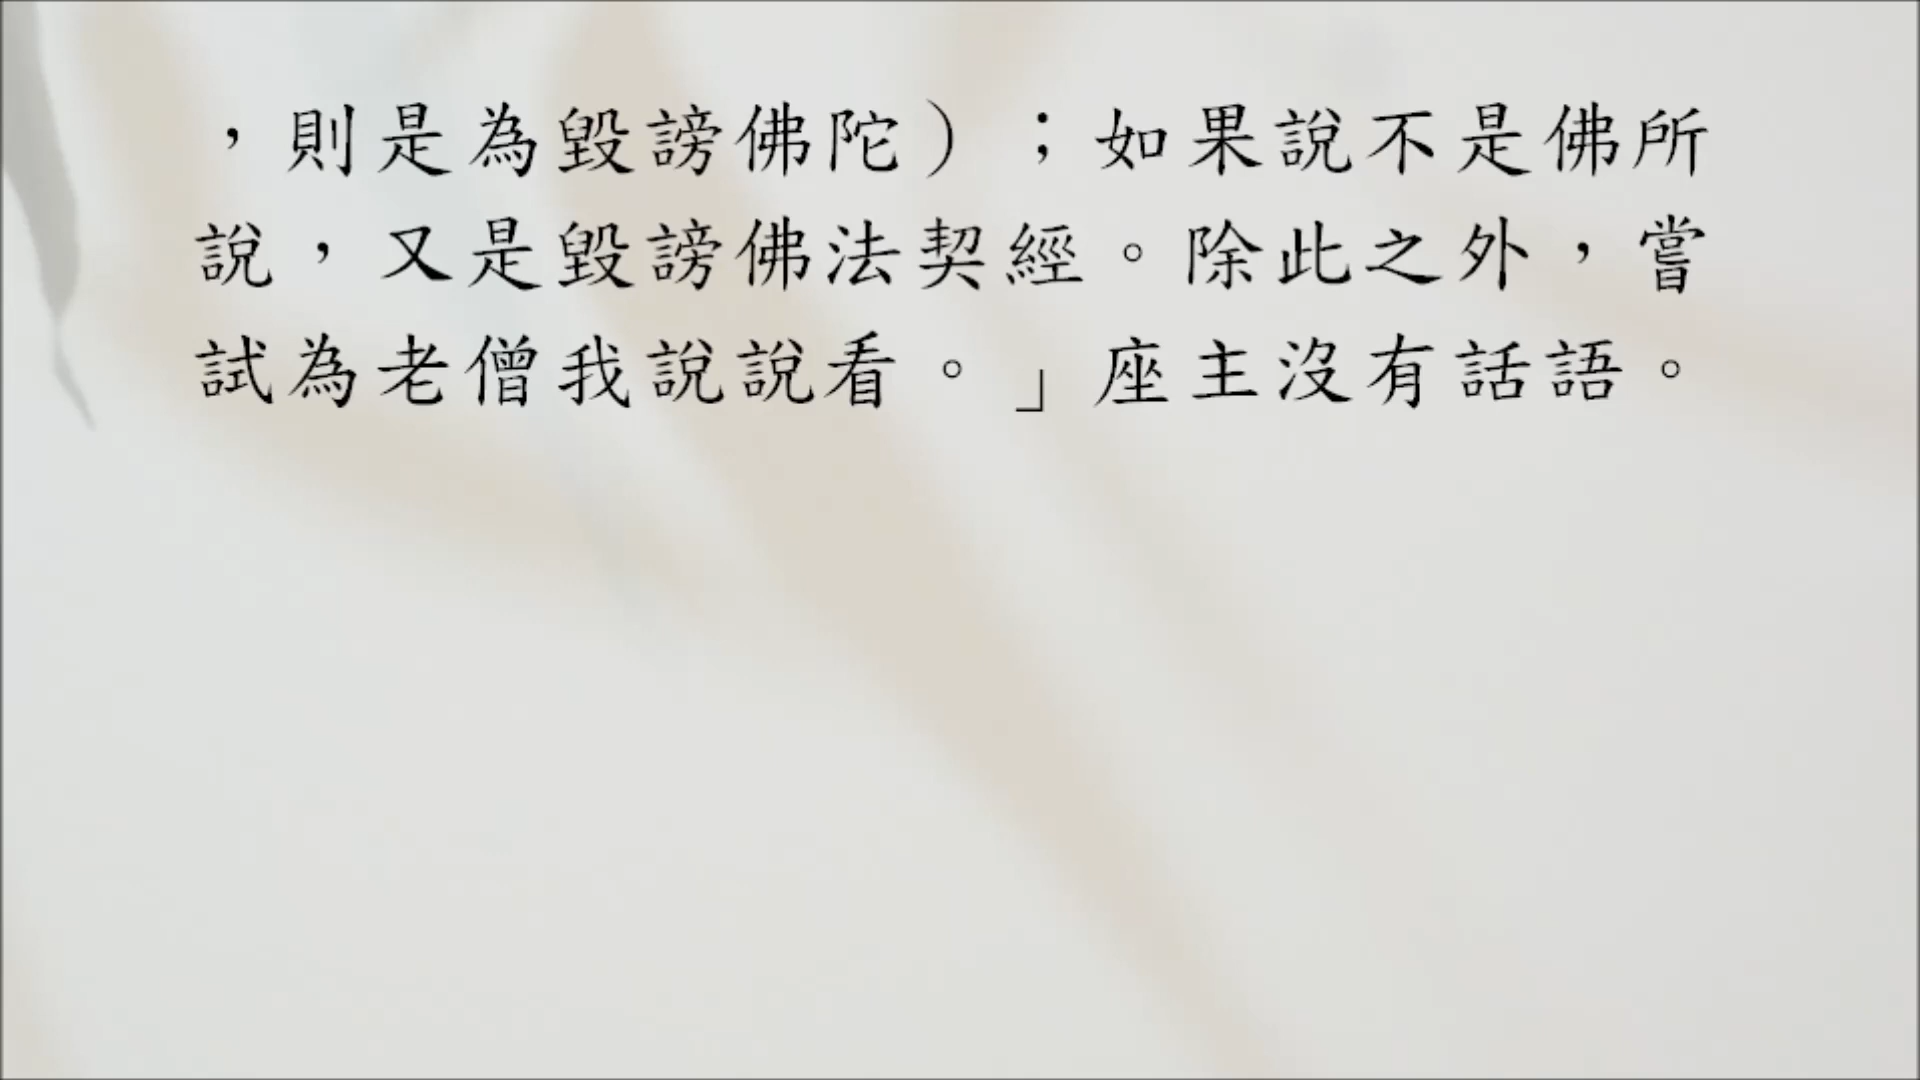 ，則是為毀謗佛陀）；如果說不是佛所
說，又是毀謗佛法契經。除此之外，嘗
試為老僧我說說看。」座主沒有話語。